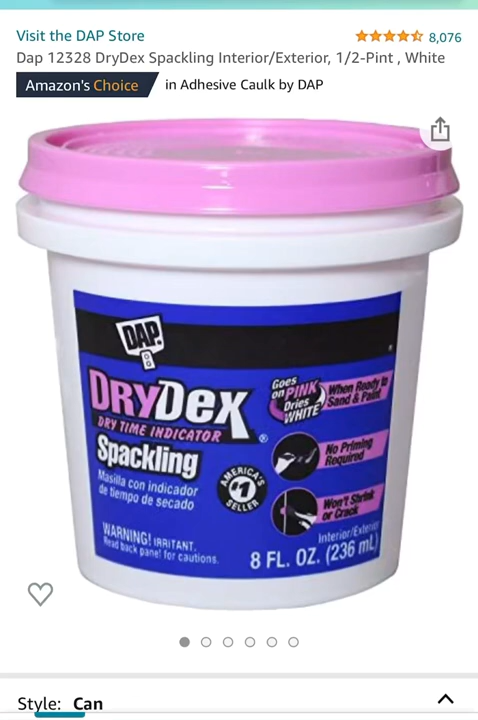 Visit the DAP Store
8,076
Dap 12328 DryDex Spackling Interior/Exterior, 1/2-Pint , White
Amazon's Choice
in Adhesive Caulk by DAP
DAP.
DRYDex
®
DRY TIME INDICATOR
Spackling
Masilla con indicador
de tiempo de secado
WARNING! IRRITANT.
Read back panel for cautions.
AMERICA'S
#1
SELLER
Goes
on PINK
Dries
WHITE
When Ready to
Sand & Paint
No Priming
Required
Won't Shrink
or Crack
Interior/Exterior
8 FL. OZ. (236 mL)
Style: Can